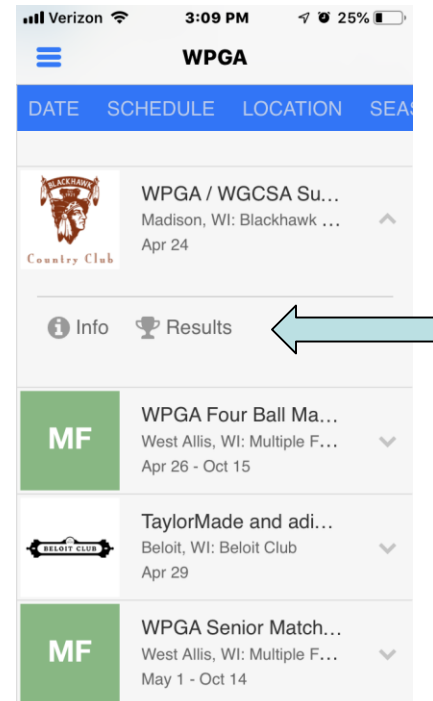 Verizon 3:09 PM 25%
WPGA
DATE SCHEDULE LOCATION SEAS
BLACKHAWK
Country Club
WPGA / WGCSA Su...
Madison, WI: Blackhawk ...
Apr 24
Info Results
MF
WPGA Four Ball Ma...
West Allis, WI: Multiple F...
Apr 26 - Oct 15
BELOIT CLUB
TaylorMade and adi...
Beloit, WI: Beloit Club
Apr 29
MF
WPGA Senior Match...
West Allis, WI: Multiple F...
May 1 - Oct 14